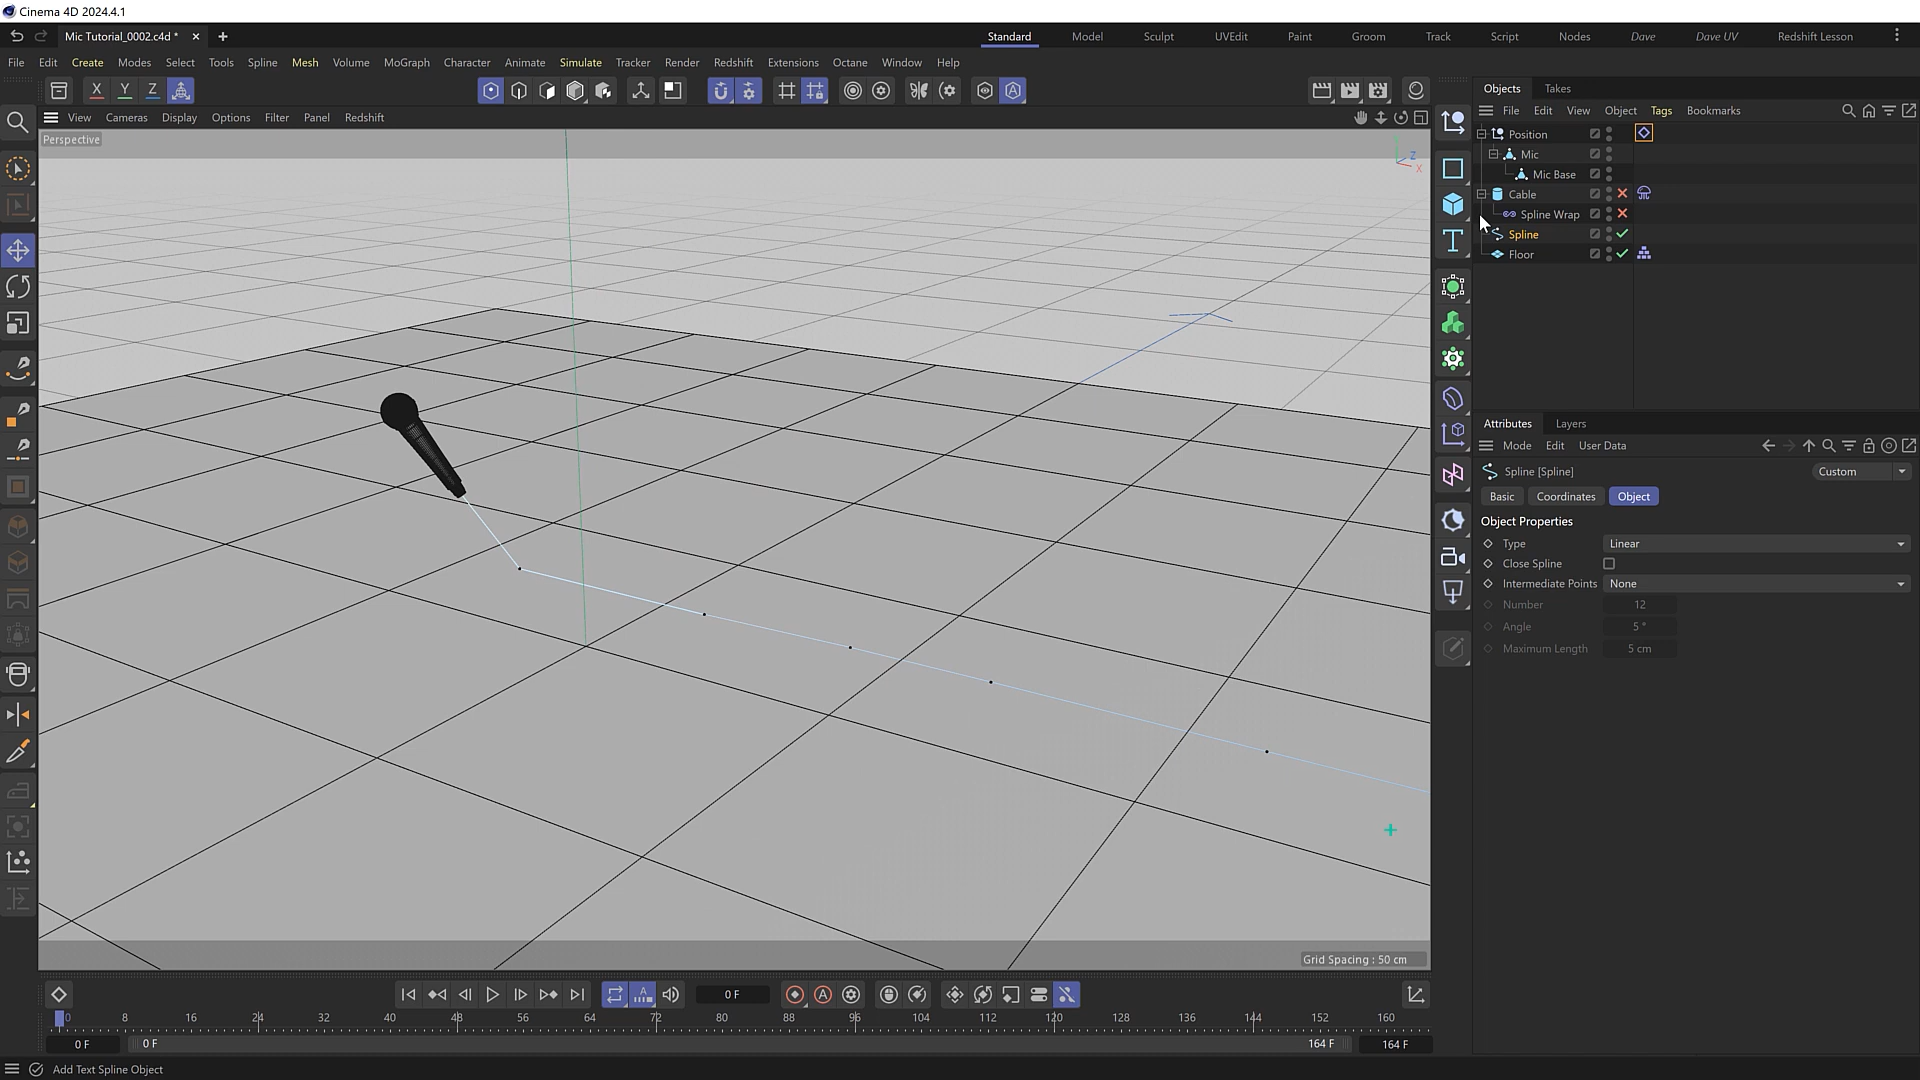 Cinema 4D 2024.4.1
Mic Tutorial_0002.c4d *
Standard Model Sculpt UVEdit Paint Groom Track Script Nodes Dave Dave UV Redshift Lesson
File Edit Create Modes Select Tools Spline Mesh Volume MoGraph Character Animate Simulate Tracker Render Redshift Extensions Octane Window Help
X Y Z
Objects Takes
File Edit View Object Tags Bookmarks
View Cameras Display Options Filter Panel Redshift
Perspective
Z
X
Position
Mic
Mic Base
Cable
Spline Wrap
Spline
Floor
Attributes Layers
Mode Edit User Data
Spline [Spline] Custom
Basic Coordinates Object
Object Properties
Type Linear
Close Spline
Intermediate Points None
Number 12
Angle 5 °
Maximum Length 5 cm
Grid Spacing : 50 cm
0 F
0 8 16 24 32 40 48 56 64 72 80 88 96 104 112 120 128 136 144 152 160
0 F 0 F 164 F 164 F
Add Text Spline Object